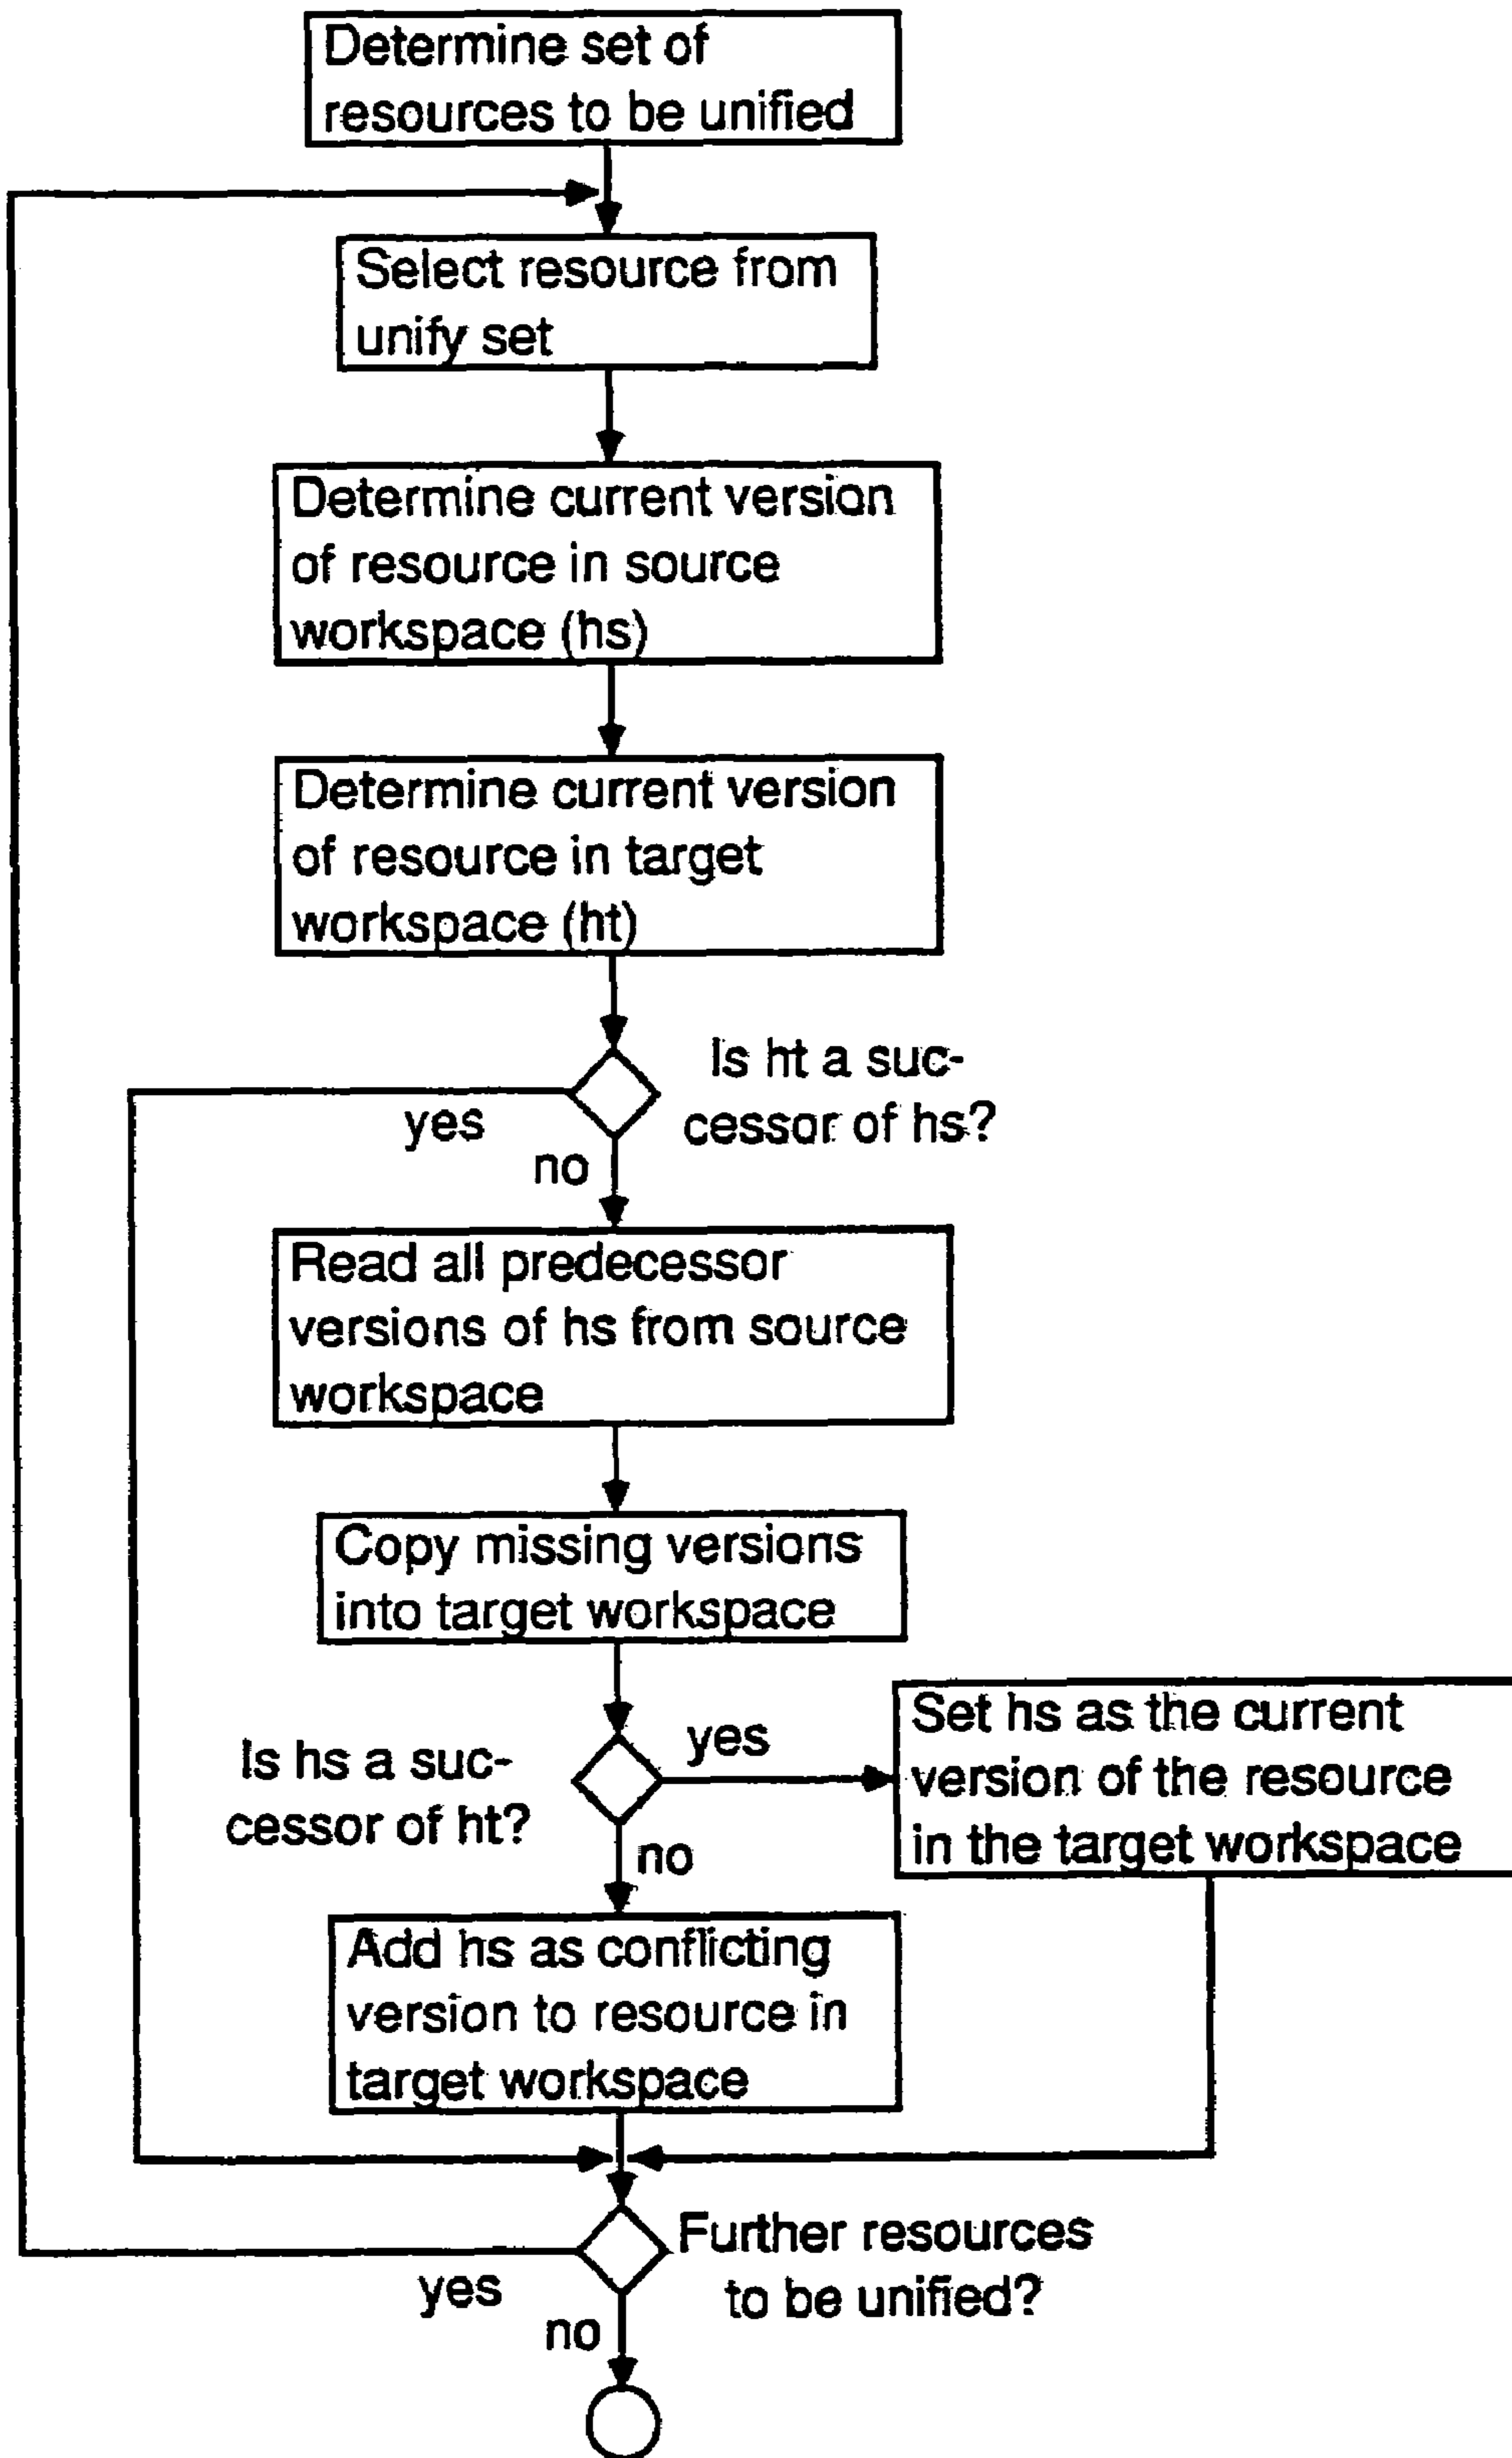 Determine set of
resources to be unified
Select resource from
unify set
Determine current version
of resource in source
workspace (hs)
Determine current version
of resource in target
workspace (ht)
Is ht a suc-
cessor of hs?
yes
no
Read all predecessor
versions of hs from source
workspace
Copy missing versions
into target workspace
Is hs a suc-
cessor of ht?
yes
no
Set hs as the current
version of the resource
in the target workspace
Add hs as conflicting
version to resource in
target workspace
Further resources
to be unified?
yes
no